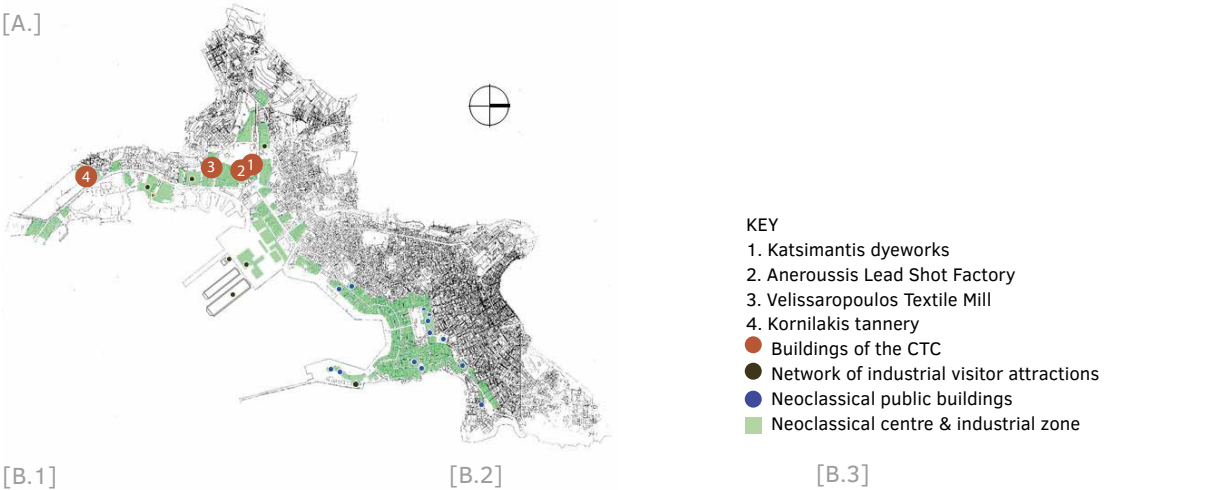 [A.]
3
1
2
4
KEY
1. Katsimantis dyeworks
2. Aneroussis Lead Shot Factory
3. Velissaropoulos Textile Mill
4. Kornilakis tannery
Buildings of the CTC
Network of industrial visitor attractions
Neoclassical public buildings
Neoclassical centre & industrial zone
[B.1]
[B.2]
[B.3]